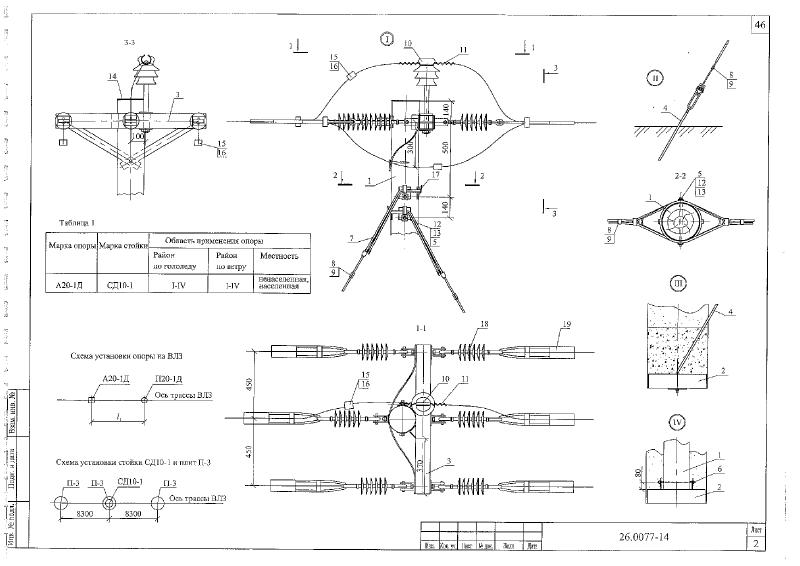 46
3-3
14
3
100
15
16
1
I
10
11
1
15
16
3
140
300
500
2
1
17
2
140
3
7
12
13
5
8
9
II
8
9
4
2-2
5
12
13
1
8
9
Таблица 1
Марка опоры
Марка стойки
Область применения опоры
Район
по гололеду
Район
по ветру
Местность
А20-1Д
СД10-1
I-IV
I-IV
ненаселенная,
населенная
Схема установки опоры на ВЛЗ
А20-1Д
П20-1Д
Ось трассы ВЛЗ
Схема установки стойки СД10-1 и плит П-3
П-3
П-3
СД10-1
П-3
Ось трассы ВЛЗ
8300
8300
1-1
18
19
450
15
16
10
11
450
370
3
III
4
2
IV
80
1
6
2
Взам. инв. №
Подп. и дата
Инв. № подл.
Изм.
Кол. уч
Лист
№ док.
Подп.
Дата
26.0077-14
Лист
2